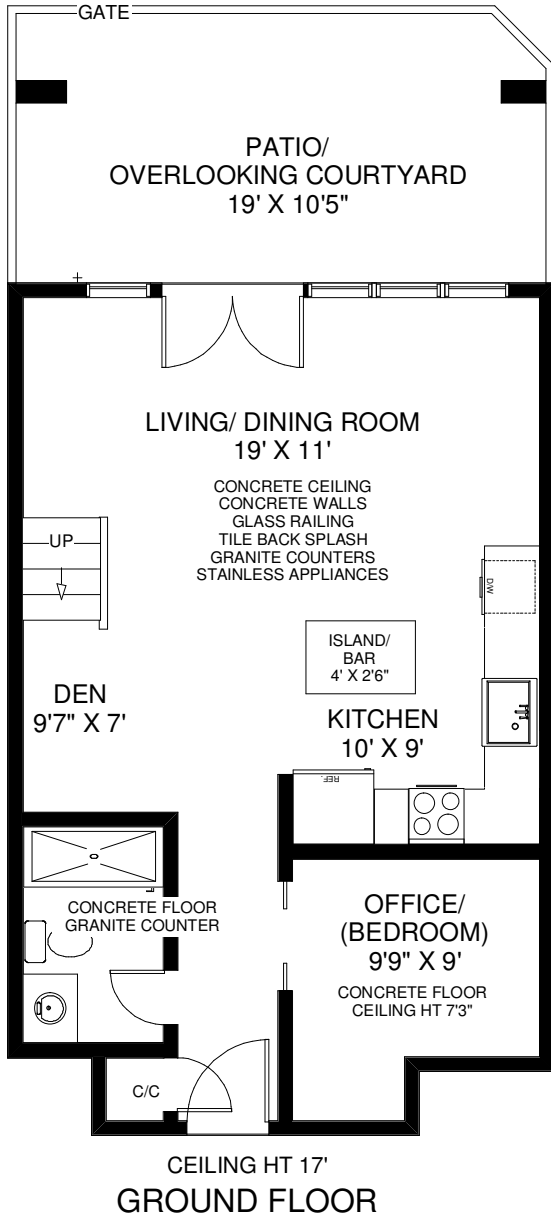 GATE
PATIO/
OVERLOOKING COURTYARD
19' X 10'5"
LIVING/ DINING ROOM
19' X 11'
CONCRETE CEILING
CONCRETE WALLS
GLASS RAILING
TILE BACK SPLASH
GRANITE COUNTERS
STAINLESS APPLIANCES
UP
D/W
ISLAND/
BAR
4' X 2'6"
DEN
9'7" X 7'
KITCHEN
10' X 9'
REF.
CONCRETE FLOOR
GRANITE COUNTER
OFFICE/
(BEDROOM)
9'9" X 9'
CONCRETE FLOOR
CEILING HT 7'3"
C/C
CEILING HT 17'
GROUND FLOOR